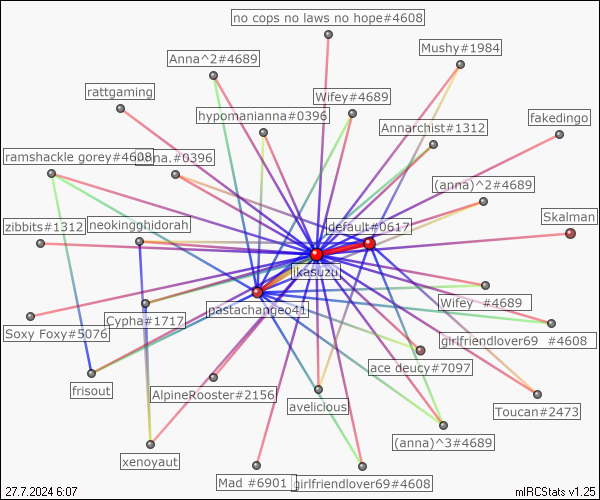 no cops no laws no hope#4608
Mushy#1984
Anna^2#4689
rattgaming
Wifey#4689
hypomanianna#0396
fakedingo
Annarchist#1312
ramshackle gorey#4608
na.#0396
(anna)^2#4689
Skalman
zibbits#1312
neokingghidorah
default#0617
ikasuzu
Wifey #4689
pastachangeo41
Cypha#1717
Soxy Foxy#5076
girlfriendlover69 #4608
ace deucy#7097
frisout
AlpineRooster#2156
avelicious
Toucan#2473
(anna)^3#4689
xenoyaut
Mad #6901
girlfriendlover69#4608
27.7.2024 6:07
mIRCStats v1.25